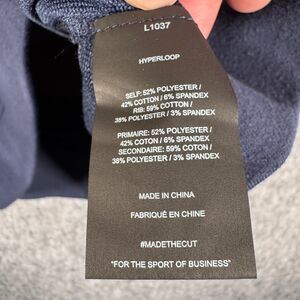 L1037
HYPERLOOP
SELF: 52% POLYESTER /
42% COTTON / 6% SPANDEX
RIB: 59% COTTON /
38% POLYESTER / 3% SPANDEX
PRIMAIRE: 52% POLYESTER /
42% COTON / 6% SPANDEX
SECONDAIRE: 59% COTON /
38% POLYESTER / 3% SPANDEX
MADE IN CHINA
FABRIQUÉ EN CHINE
#MADETHECUT
"FOR THE SPORT OF BUSINESS"